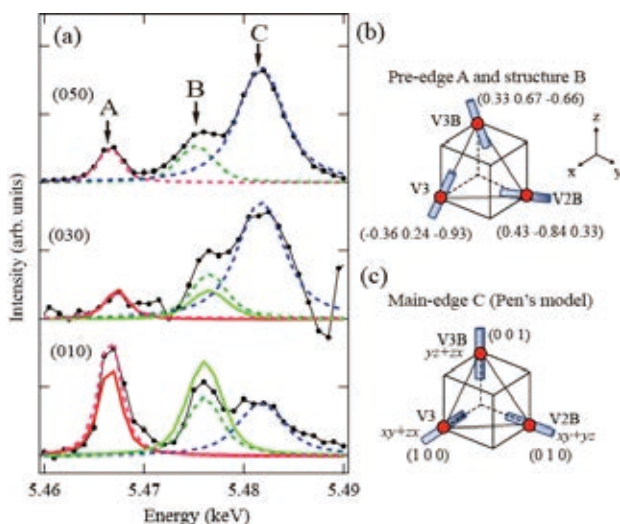 (a)
C
A
B
(050)
(030)
(010)
Intensity (arb. units)
5.46
5.47
5.48
5.49
Energy (keV)
(b)
Pre-edge A and structure B
(0.33 0.67 -0.66)
V3B
V3
V2B
z
x
y
(-0.36 0.24 -0.93)
(0.43 -0.84 0.33)
(c)
Main-edge C (Pen's model)
V3B
(0 0 1)
yz+zx
V3
V2B
xy+zx
xy+yz
(1 0 0)
(0 1 0)